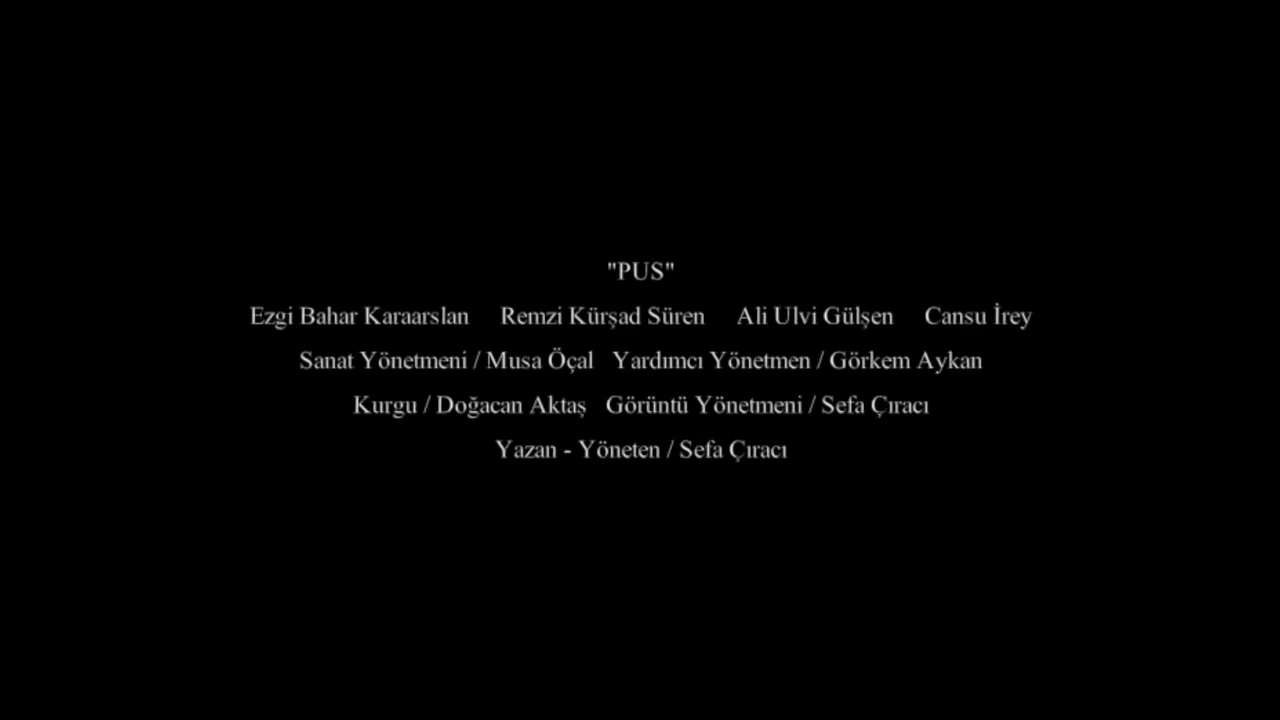 "PUS"
Ezgi Bahar Karaarslan Remzi Kürşad Süren Ali Ulvi Gülşen Cansu İrey
Sanat Yönetmeni / Musa Öçal Yardımcı Yönetmen / Görkem Aykan
Kurgu / Doğacan Aktaş Görüntü Yönetmeni / Sefa Çıracı
Yazan - Yöneten / Sefa Çıracı